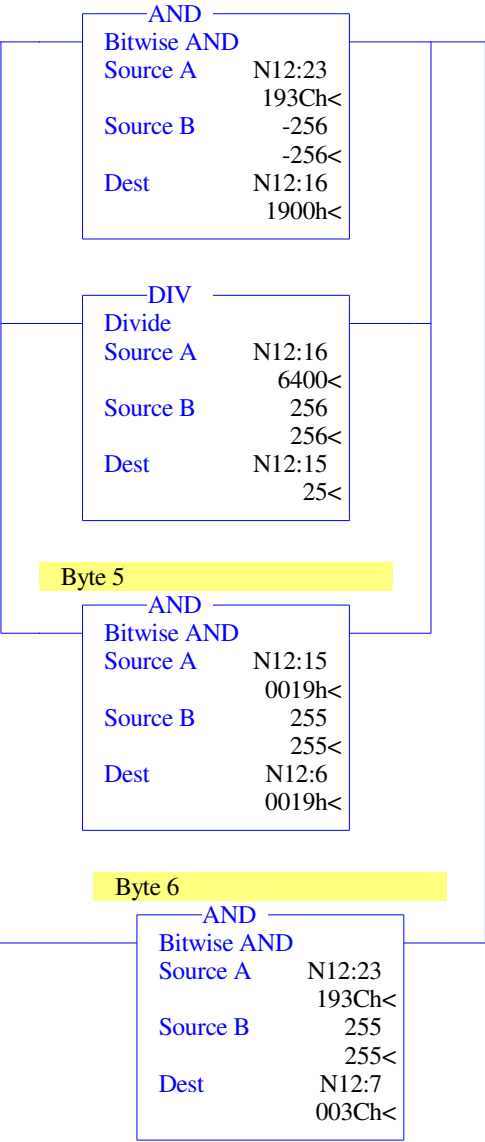 AND
Bitwise AND
Source A N12:23
193Ch<
Source B -256
-256<
Dest N12:16
1900h<
DIV
Divide
Source A N12:16
6400<
Source B 256
256<
Dest N12:15
25<
Byte 5
AND
Bitwise AND
Source A N12:15
0019h<
Source B 255
255<
Dest N12:6
0019h<
Byte 6
AND
Bitwise AND
Source A N12:23
193Ch<
Source B 255
255<
Dest N12:7
003Ch<